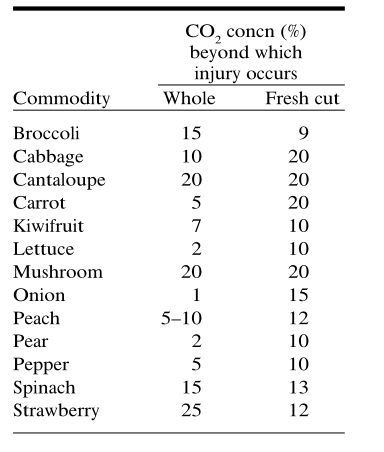 CO2 concn (%)
beyond which
injury occurs
Commodity Whole Fresh cut
Broccoli 15 9
Cabbage 10 20
Cantaloupe 20 20
Carrot 5 20
Kiwifruit 7 10
Lettuce 2 10
Mushroom 20 20
Onion 1 15
Peach 5–10 12
Pear 2 10
Pepper 5 10
Spinach 15 13
Strawberry 25 12